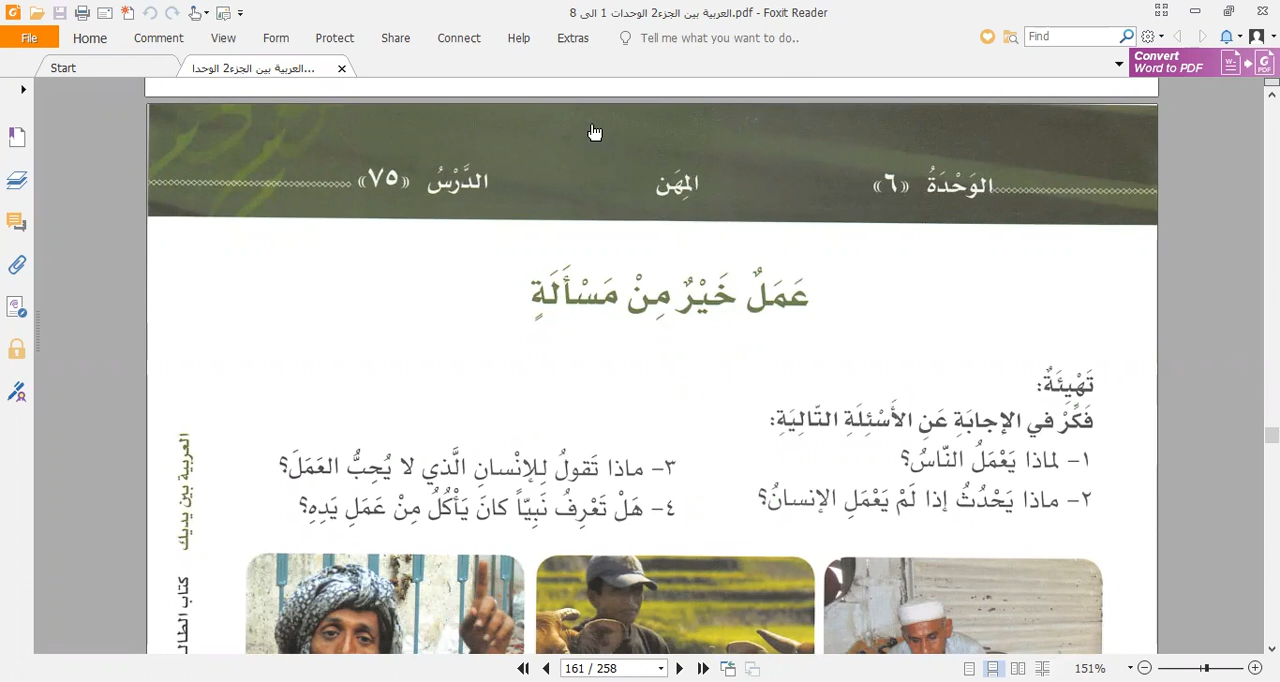 العربية بين الجزء2 الوحدات 1 الى 8.pdf - Foxit Reader
File Home Comment View Form Protect Share Connect Help Extras Tell me what you want to do.. Find
Start العربية بين الجزء2 الوحدا... Convert Word to PDF
الوَحْدَةُ «٦» المِهَن الدَّرْسُ «٧٥»
عَمَلٌ خَيْرٌ مِنْ مَسْأَلَةٍ
تَهْيِئَةٌ:
فَكِّرْ في الإجابَةِ عَنِ الأَسْئِلَةِ التّالِيَةِ:
١- لماذا يَعْمَلُ النّاسُ؟
٢- ماذا يَحْدُثُ إذا لَمْ يَعْمَلِ الإنسانُ؟
٣- ماذا تَقولُ لِلإنْسانِ الَّذي لا يُحِبُّ العَمَلَ؟
٤- هَلْ تَعْرِفُ نَبِيّاً كانَ يَأْكُلُ مِنْ عَمَلِ يَدِهِ؟
العربية بين يديك
كتاب الطال
161 / 258
151%